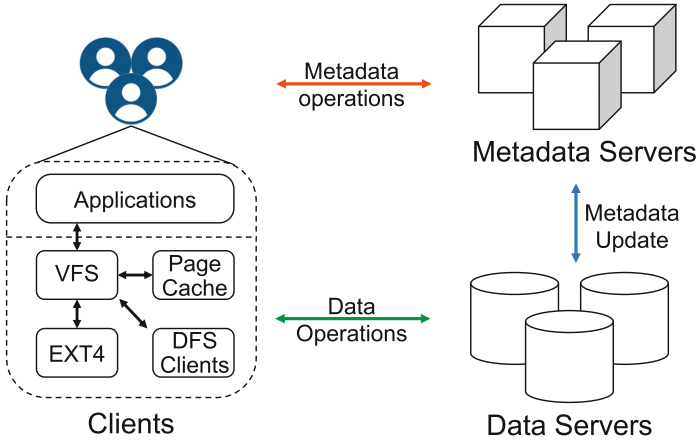 Metadata
operations
Metadata Servers
Applications
VFS
Page
Cache
EXT4
DFS
Clients
Clients
Data
Operations
Metadata
Update
Data Servers